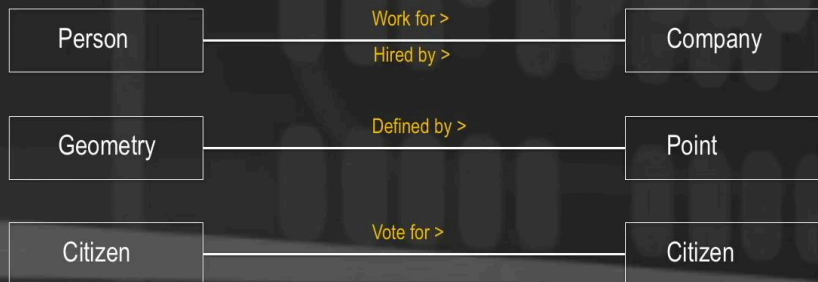 Work for >
Person
Company
Hired by >
Defined by >
Geometry
Point
Vote for >
Citizen
Citizen